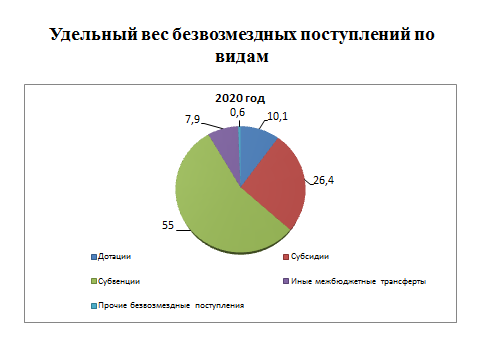 Удельный вес безвозмездных поступлений по
видам
2020 год
0,6
7,9
10,1
26,4
55
Дотации
Субсидии
Субвенции
Иные межбюджетные трансферты
Прочие безвозмездные поступления